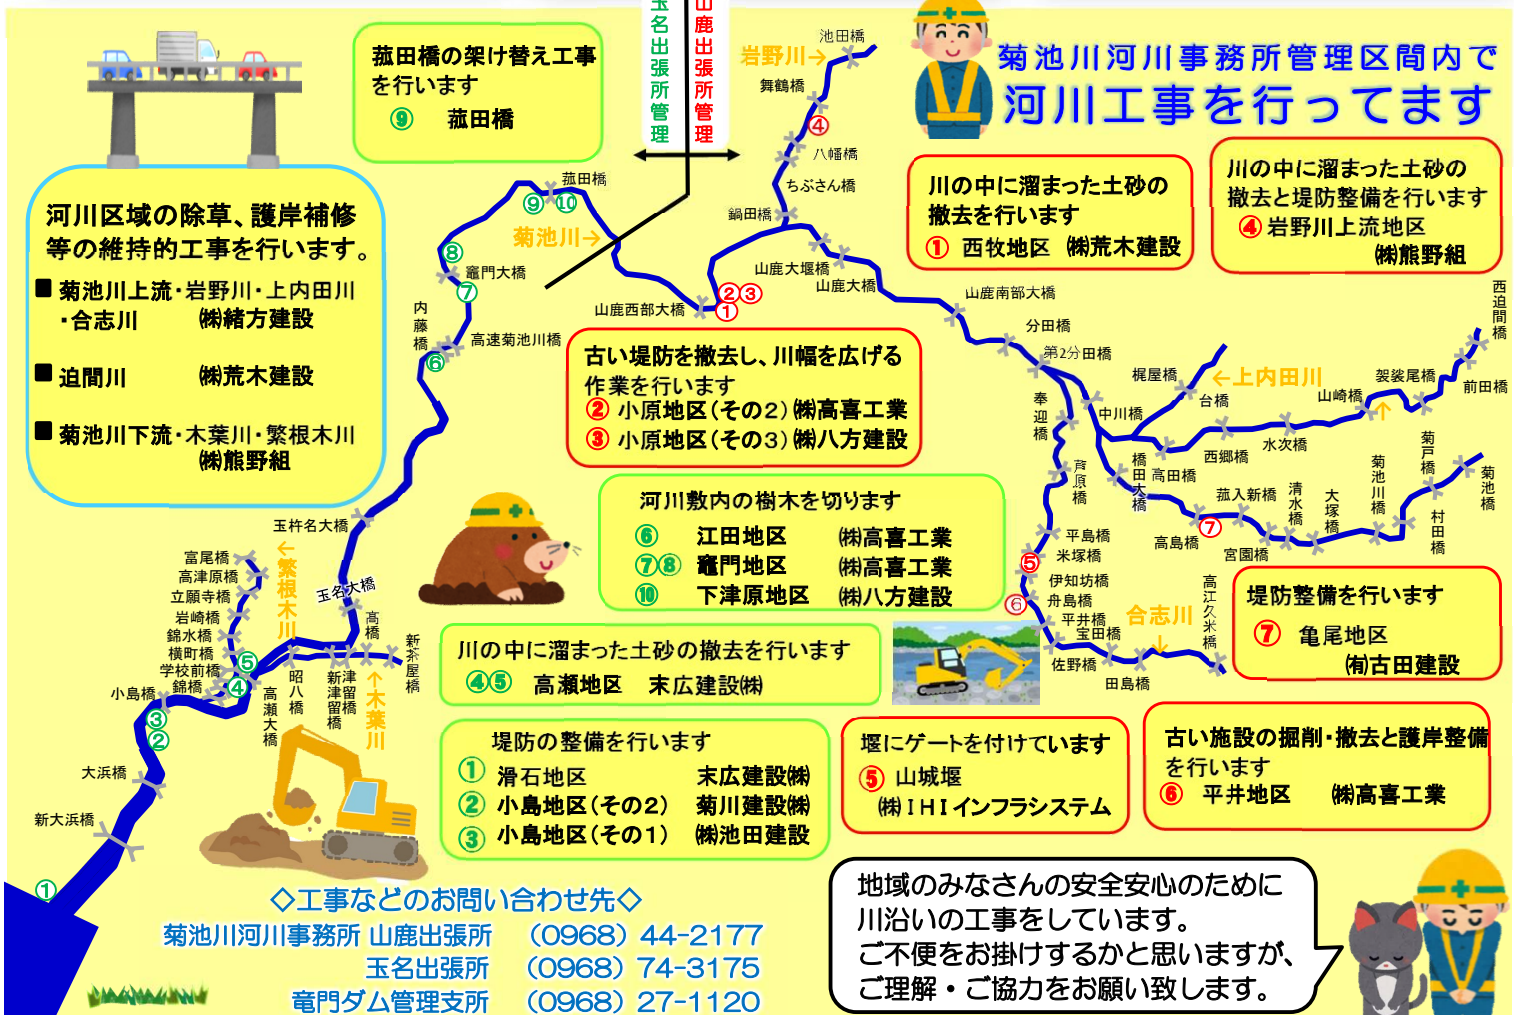 菊池川河川事務所管理区間内で
河川工事を行ってます
玉名出張所管理
山鹿出張所管理
菰田橋の架け替え工事
を行います
⑨ 菰田橋
河川区域の除草、護岸補修
等の維持的工事を行います。
■ 菊池川上流・岩野川・上内田川
・合志川 ㈱緒方建設
■ 迫間川 ㈱荒木建設
■ 菊池川下流・木葉川・繁根木川
㈱熊野組
川の中に溜まった土砂の
撤去を行います
① 西牧地区 ㈱荒木建設
川の中に溜まった土砂の
撤去と堤防整備を行います
④岩野川上流地区
㈱熊野組
古い堤防を撤去し、川幅を広げる
作業を行います
② 小原地区(その2)㈱高喜工業
③ 小原地区(その3)㈱八方建設
河川敷内の樹木を切ります
⑥ 江田地区 ㈱高喜工業
⑦⑧ 竈門地区 ㈱高喜工業
⑩ 下津原地区 ㈱八方建設
川の中に溜まった土砂の撤去を行います
④⑤ 高瀬地区 末広建設㈱
堤防の整備を行います
① 滑石地区 末広建設㈱
② 小島地区(その2) 菊川建設㈱
③ 小島地区(その1) ㈱池田建設
堰にゲートを付けています
⑤ 山城堰
㈱IHIインフラシステム
堤防整備を行います
⑦ 亀尾地区
㈲古田建設
古い施設の掘削・撤去と護岸整備
を行います
⑥ 平井地区 ㈱高喜工業
岩野川→
池田橋
舞鶴橋
④
八幡橋
ちぶさん橋
鍋田橋
菰田橋
⑨
⑩
菊池川→
⑧
竈門大橋
⑦
内藤橋
高速菊池川橋
⑥
山鹿西部大橋
②③
①
山鹿大堰橋
山鹿大橋
山鹿南部大橋
分田橋
第2分田橋
奉迎橋
中川橋
梶屋橋
←上内田川
台橋
山崎橋
↑
袈裟尾橋
前田橋
西迫間橋
水次橋
西郷橋
高田橋
橋田大橋
芦原橋
菰入新橋
清水橋
大塚橋
菊池川橋
菊戸橋
村田橋
菊池橋
⑦
高島橋
宮園橋
平島橋
米塚橋
⑤
伊知坊橋
⑥
舟島橋
平井橋
宝田橋
佐野橋
田島橋
合志川
↓
高江久米橋
玉杵名大橋
玉名大橋
←繁根木川
富尾橋
高津原橋
立願寺橋
岩崎橋
錦水橋
横町橋
学校前橋
錦橋
⑤
④
小島橋
③
②
高瀬大橋
昭八橋
新津留橋
津留橋
高橋
新茶屋橋
↑木葉川
大浜橋
新大浜橋
①
◇工事などのお問い合わせ先◇
菊池川河川事務所 山鹿出張所 (0968)44-2177
玉名出張所 (0968)74-3175
竜門ダム管理支所 (0968)27-1120
地域のみなさんの安全安心のために
川沿いの工事をしています。
ご不便をお掛けするかと思いますが、
ご理解・ご協力をお願い致します。